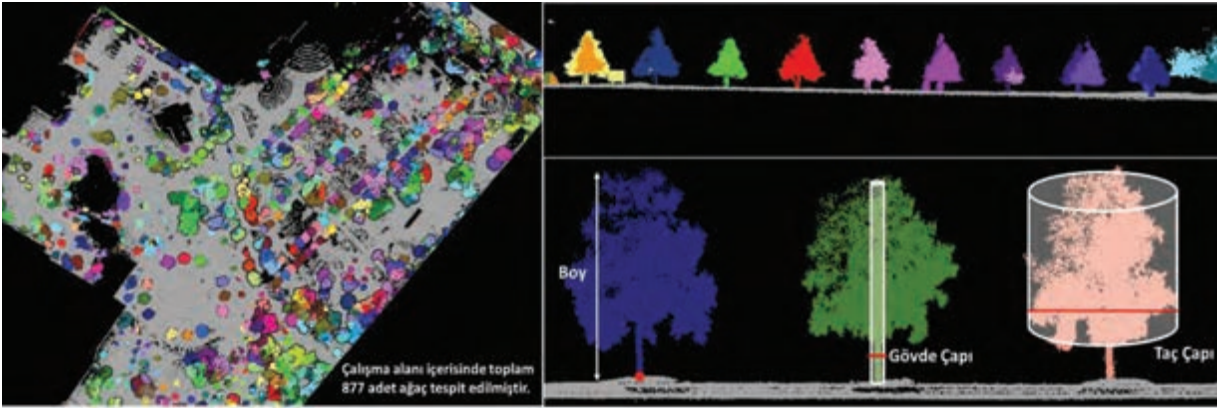 Çalışma alanı içerisinde toplam
877 adet ağaç tespit edilmiştir.
Boy
Gövde Çapı
Taç Çapı